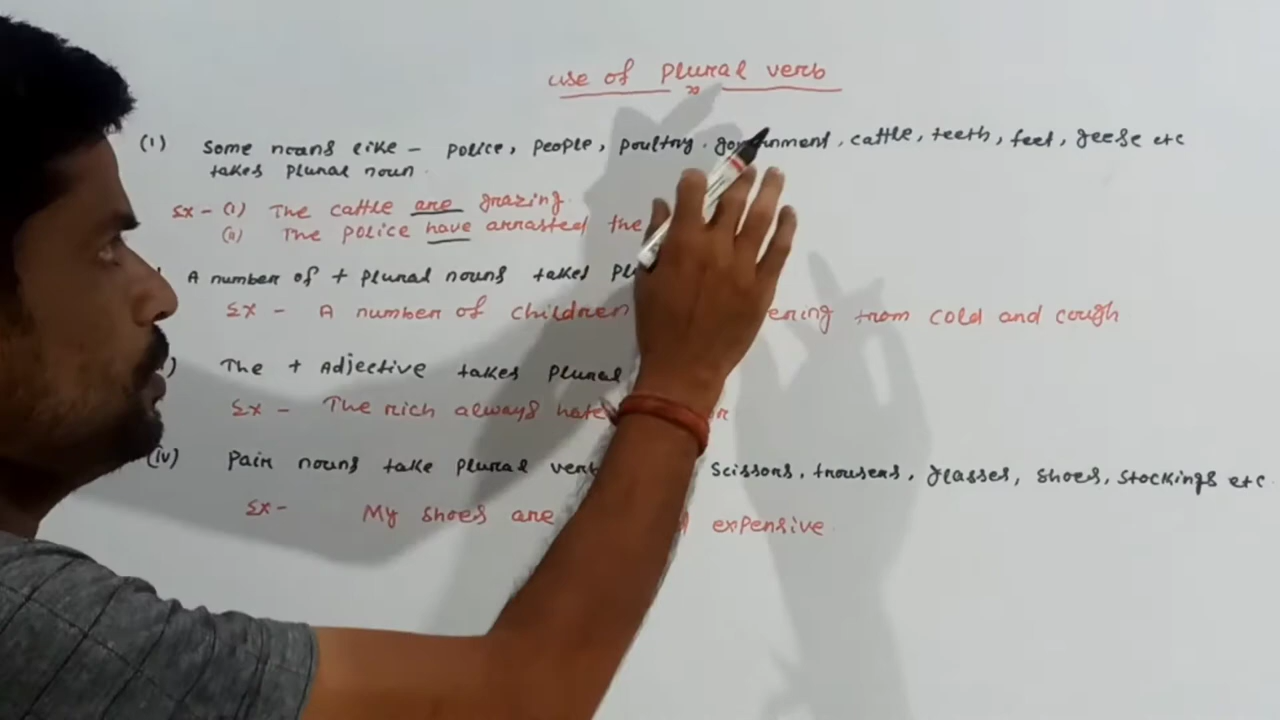 use of plural verb
(i) Some nouns like - police, people, poultry, government, cattle, teeth, feet, geese etc
takes plural noun.
Ex - (i) The cattle are grazing.
(ii) The police have arrasted the
A number of + plural nouns takes
Ex - A number of children from cold and cough
The + Adjective takes plural
Ex - The rich always hate
(iv) Pair nouns take plural verb scissors, trousers, glasses, shoes, stockings etc.
Ex - My shoes are expensive.